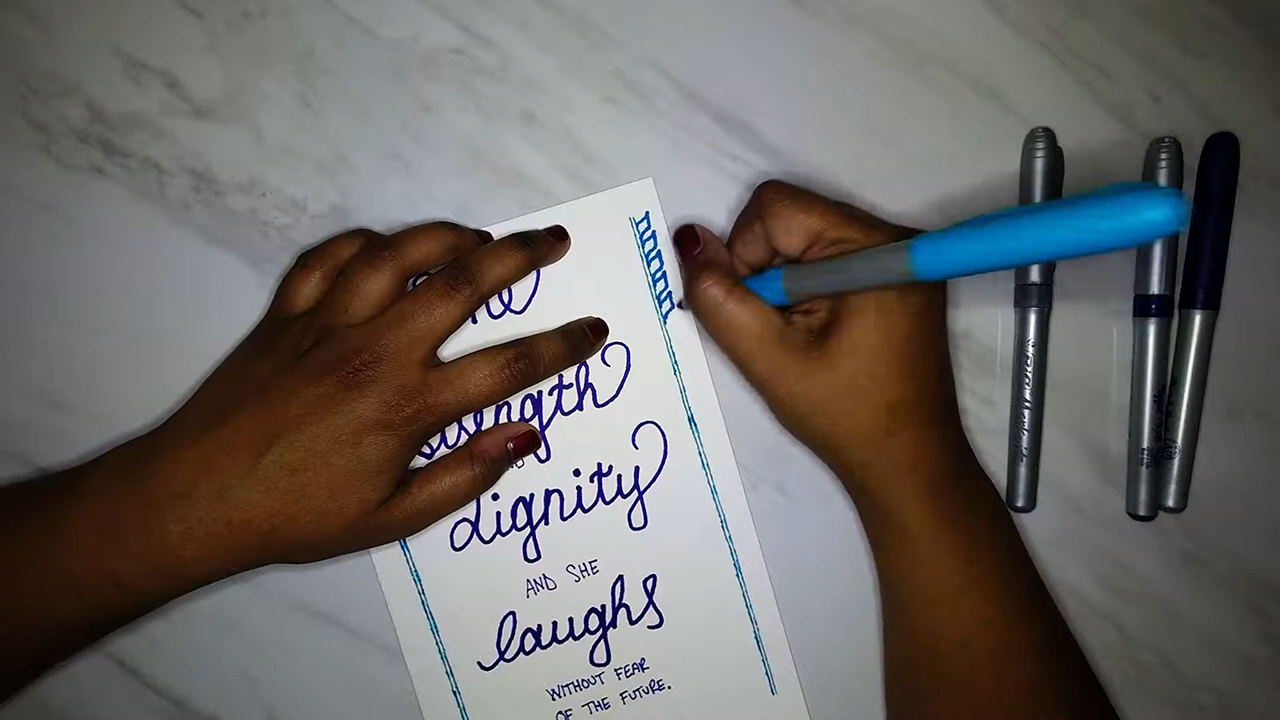 strength
dignity
AND SHE
laughs
WITHOUT FEAR
OF THE FUTURE.